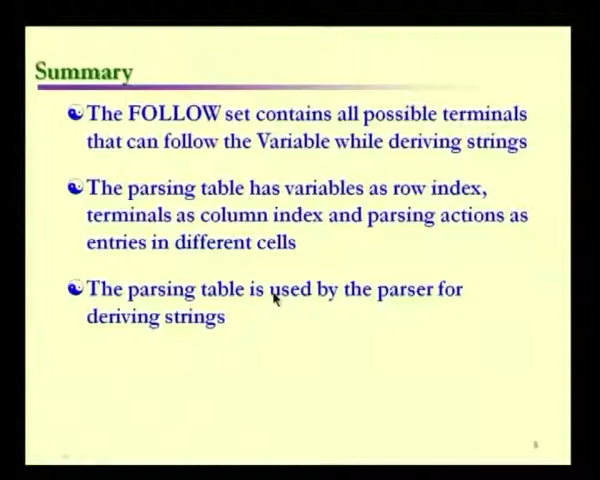 Summary
The FOLLOW set contains all possible terminals
that can follow the Variable while deriving strings
The parsing table has variables as row index,
terminals as column index and parsing actions as
entries in different cells
The parsing table is used by the parser for
deriving strings
8